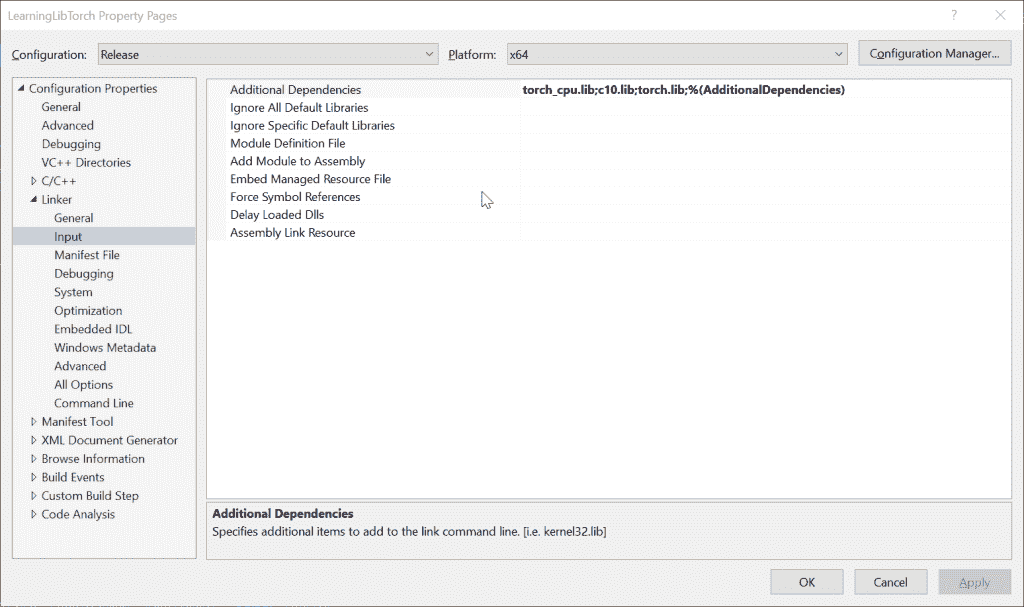 LearningLibTorch Property Pages
?
Configuration: Release Platform: x64 Configuration Manager...
Configuration Properties
General
Advanced
Debugging
VC++ Directories
C/C++
Linker
General
Input
Manifest File
Debugging
System
Optimization
Embedded IDL
Windows Metadata
Advanced
All Options
Command Line
Manifest Tool
XML Document Generator
Browse Information
Build Events
Custom Build Step
Code Analysis
Additional Dependencies torch_cpu.lib;c10.lib;torch.lib;%(AdditionalDependencies)
Ignore All Default Libraries
Ignore Specific Default Libraries
Module Definition File
Add Module to Assembly
Embed Managed Resource File
Force Symbol References
Delay Loaded Dlls
Assembly Link Resource
Additional Dependencies
Specifies additional items to add to the link command line. [i.e. kernel32.lib]
OK Cancel Apply